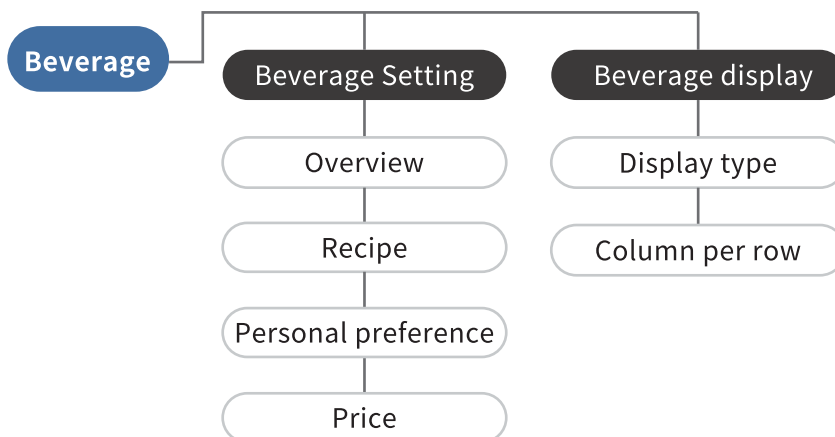 Beverage
Beverage Setting
Overview
Recipe
Personal preference
Price
Beverage display
Display type
Column per row